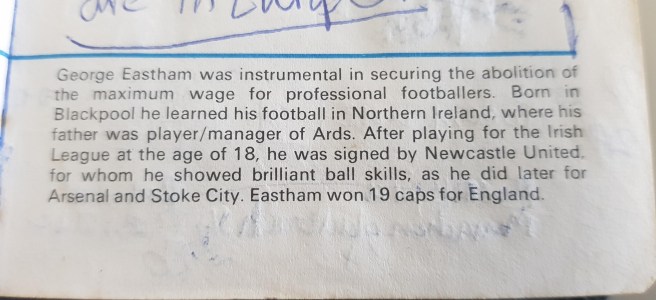 are in Europe
George Eastham was instrumental in securing the abolition of
the maximum wage for professional footballers. Born in
Blackpool he learned his football in Northern Ireland, where his
father was player/manager of Ards. After playing for the Irish
League at the age of 18, he was signed by Newcastle United,
for whom he showed brilliant ball skills, as he did later for
Arsenal and Stoke City. Eastham won 19 caps for England.